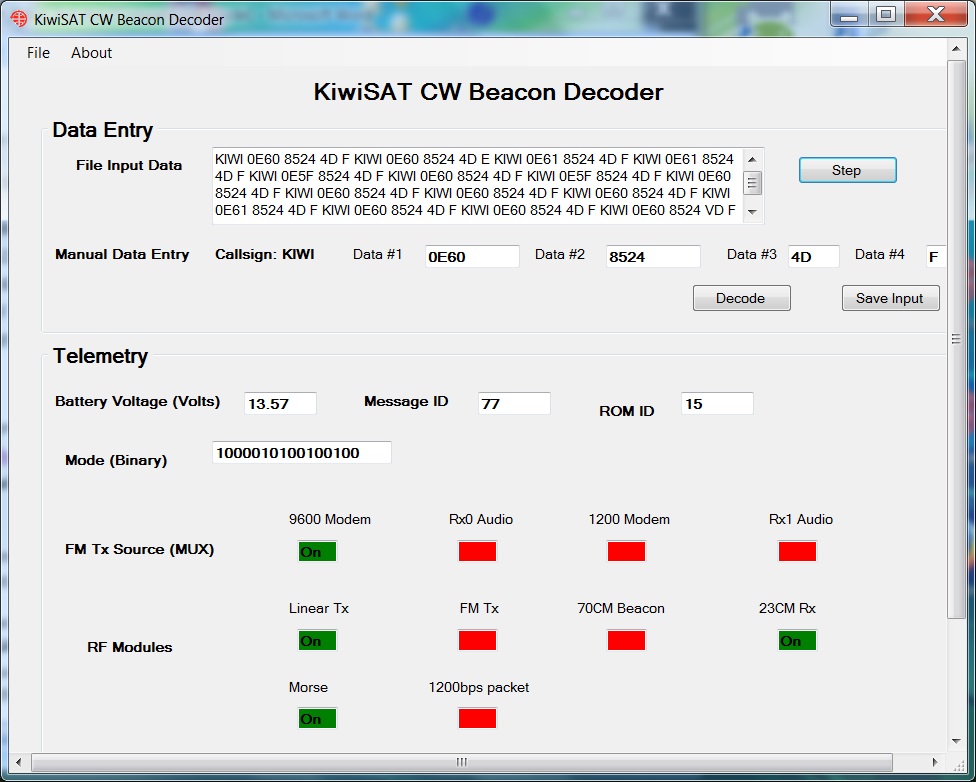 KiwiSAT CW Beacon Decoder
File About
KiwiSAT CW Beacon Decoder
Data Entry
File Input Data
KIWI 0E60 8524 4D F KIWI 0E60 8524 4D E KIWI 0E61 8524 4D F KIWI 0E61 8524
4D F KIWI 0E5F 8524 4D F KIWI 0E60 8524 4D F KIWI 0E5F 8524 4D F KIWI 0E60
8524 4D F KIWI 0E60 8524 4D F KIWI 0E60 8524 4D F KIWI 0E60 8524 4D F KIWI
0E61 8524 4D F KIWI 0E60 8524 4D F KIWI 0E60 8524 4D F KIWI 0E60 8524 VD F
Step
Manual Data Entry Callsign: KIWI Data #1 0E60 Data #2 8524 Data #3 4D Data #4 F
Decode Save Input
Telemetry
Battery Voltage (Volts) 13.57 Message ID 77 ROM ID 15
Mode (Binary) 1000010100100100
9600 Modem Rx0 Audio 1200 Modem Rx1 Audio
FM Tx Source (MUX) On
Linear Tx FM Tx 70CM Beacon 23CM Rx
RF Modules On On
Morse 1200bps packet
On